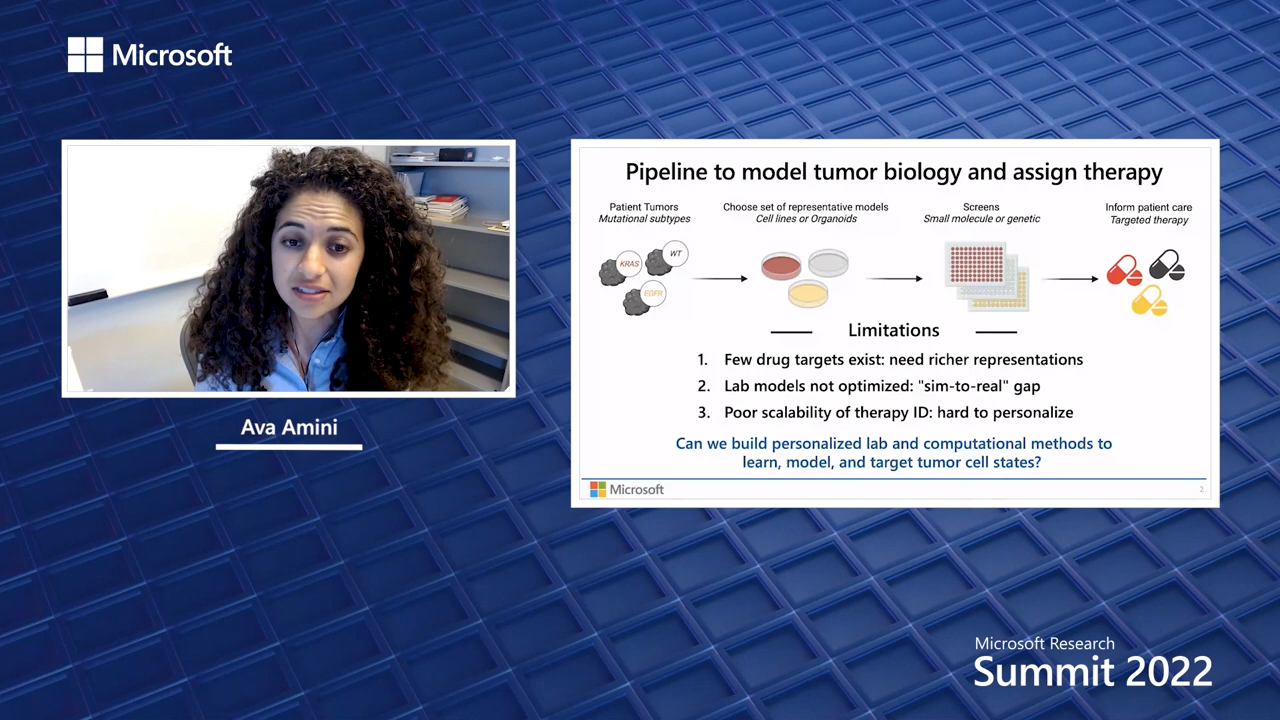 Microsoft
Ava Amini
Pipeline to model tumor biology and assign therapy
Patient Tumors
Mutational subtypes
Choose set of representative models
Cell lines or Organoids
Screens
Small molecule or genetic
Inform patient care
Targeted therapy
KRAS
WT
EGFR
Limitations
1. Few drug targets exist: need richer representations
2. Lab models not optimized: "sim-to-real" gap
3. Poor scalability of therapy ID: hard to personalize
Can we build personalized lab and computational methods to
learn, model, and target tumor cell states?
Microsoft
2
Microsoft Research
Summit 2022